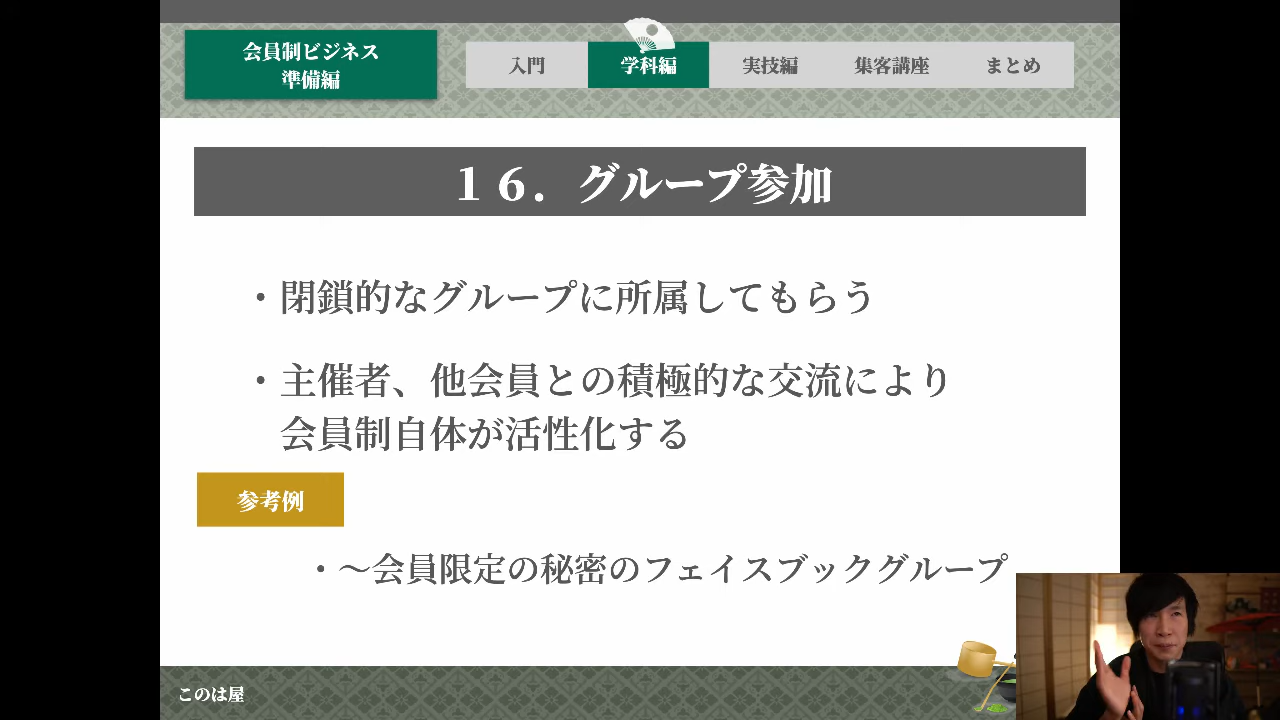 会員制ビジネス
準備編
入門
学科編
実技編
集客講座
まとめ
１６．グループ参加
・閉鎖的なグループに所属してもらう
・主催者、他会員との積極的な交流により
会員制自体が活性化する
参考例
・〜会員限定の秘密のフェイスブックグループ
このは屋